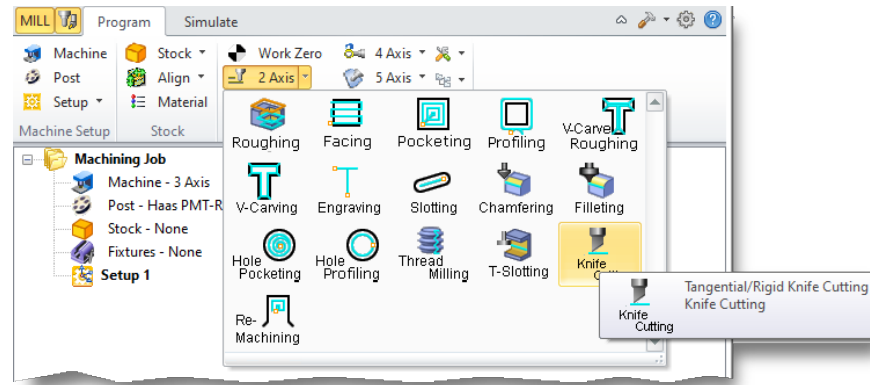 MILL Program Simulate
Machine Stock Work Zero 4 Axis
Post Align 2 Axis 5 Axis
Setup Material
Machine Setup Stock
Roughing Facing Pocketing Profiling V-Carve Roughing
V-Carving Engraving Slotting Chamfering Filleting
Hole Pocketing Hole Profiling Thread Milling T-Slotting Knife
Re-Machining
Machining Job
Machine - 3 Axis
Post - Haas PMT-R
Stock - None
Fixtures - None
Setup 1
Tangential/Rigid Knife Cutting
Knife Cutting
Knife Cutting